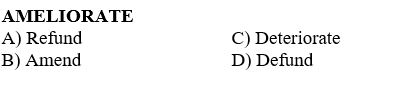 AMELIORATE
A) Refund C) Deteriorate
B) Amend D) Defund